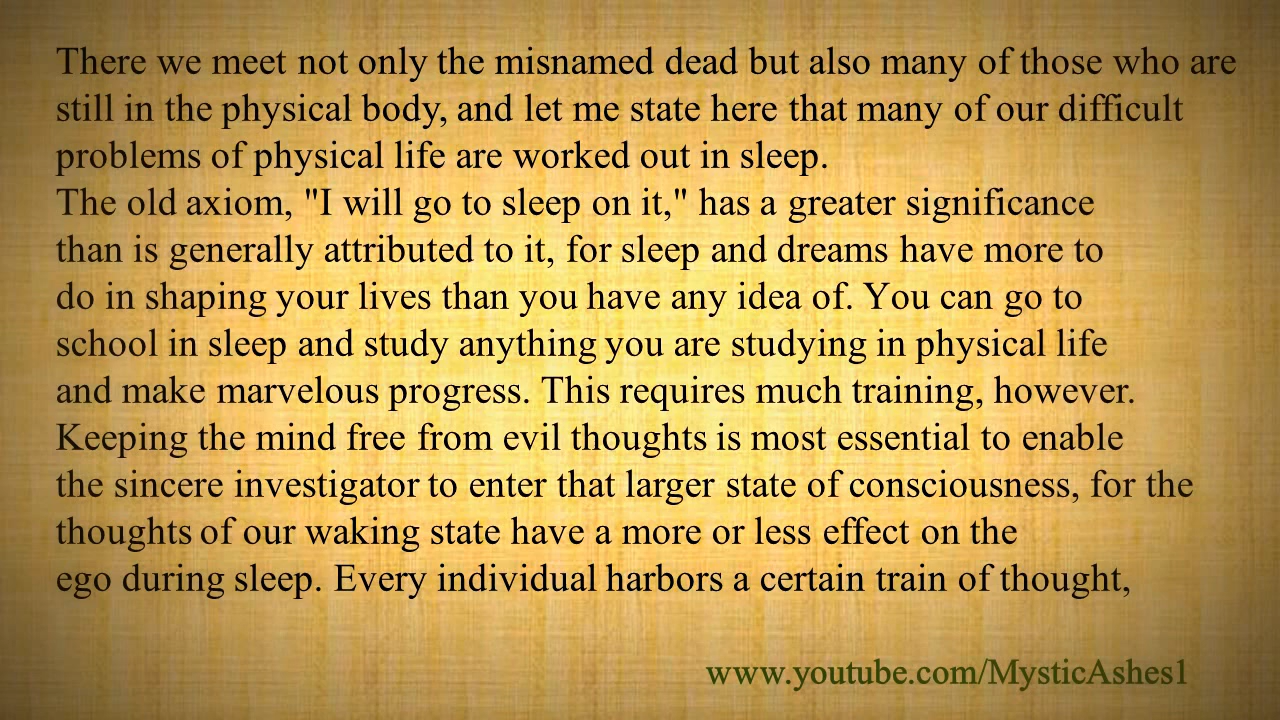 There we meet not only the misnamed dead but also many of those who are
still in the physical body, and let me state here that many of our difficult
problems of physical life are worked out in sleep.
The old axiom, "I will go to sleep on it," has a greater significance
than is generally attributed to it, for sleep and dreams have more to
do in shaping your lives than you have any idea of. You can go to
school in sleep and study anything you are studying in physical life
and make marvelous progress. This requires much training, however.
Keeping the mind free from evil thoughts is most essential to enable
the sincere investigator to enter that larger state of consciousness, for the
thoughts of our waking state have a more or less effect on the
ego during sleep. Every individual harbors a certain train of thought,
www.youtube.com/MysticAshes1